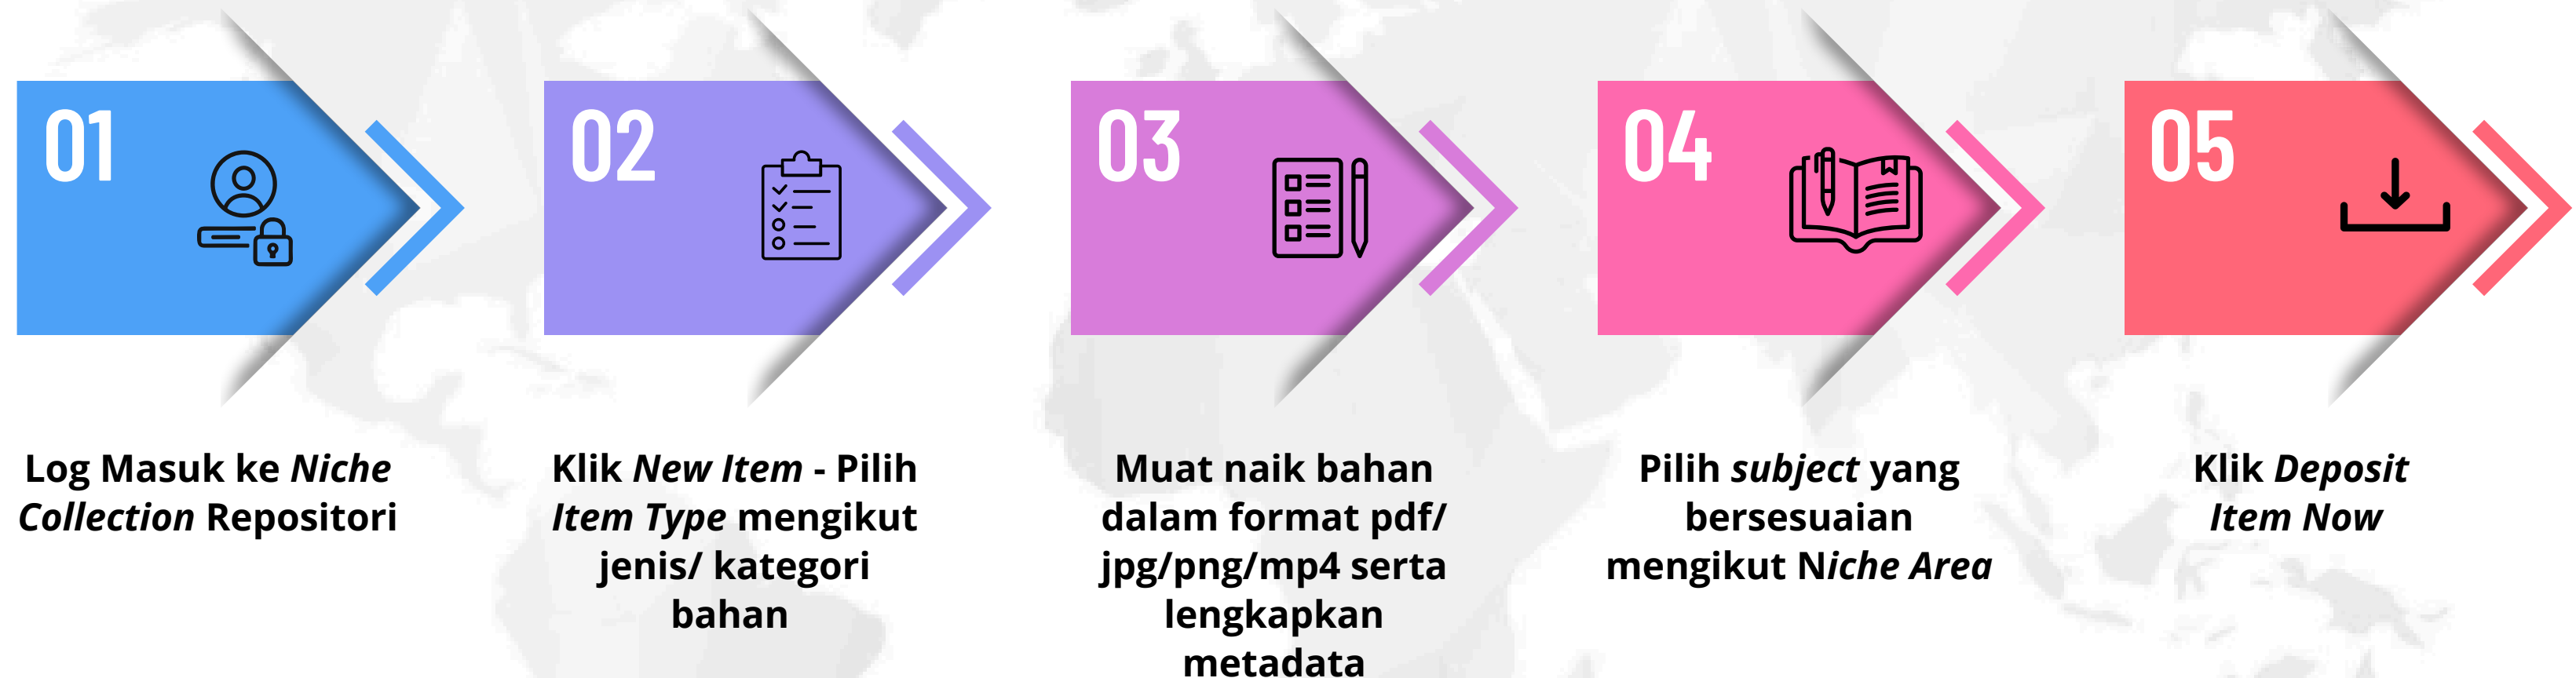 01
Log Masuk ke Niche
Collection Repositori
02
Klik New Item - Pilih
Item Type mengikut
jenis/ kategori
bahan
03
Muat naik bahan
dalam format pdf/
jpg/png/mp4 serta
lengkapkan
metadata
04
Pilih subject yang
bersesuaian
mengikut Niche Area
05
Klik Deposit
Item Now